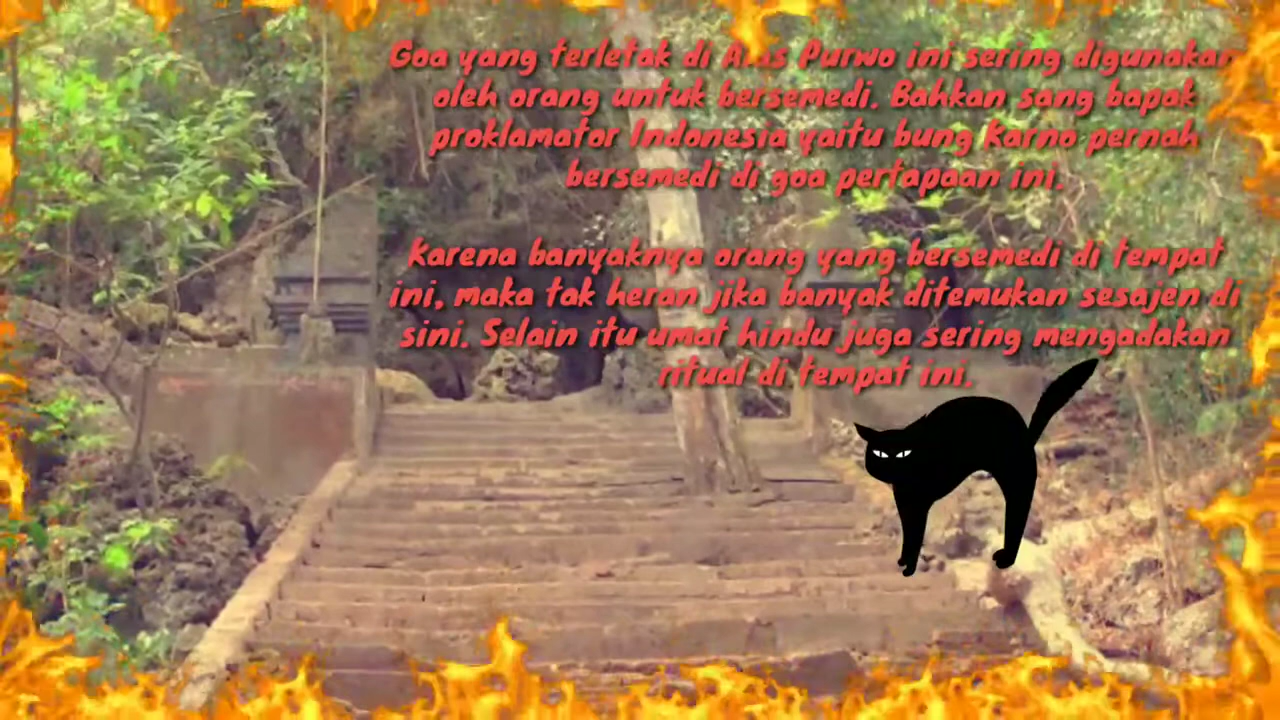 Goa yang terletak di Alas Purwo ini sering digunakan
oleh orang untuk bersemedi. Bahkan sang bapak
proklamator Indonesia yaitu bung Karno pernah
bersemedi di goa pertapaan ini.
Karena banyaknya orang yang bersemedi di tempat
ini, maka tak heran jika banyak ditemukan sesajen di
sini. Selain itu umat hindu juga sering mengadakan
ritual di tempat ini.